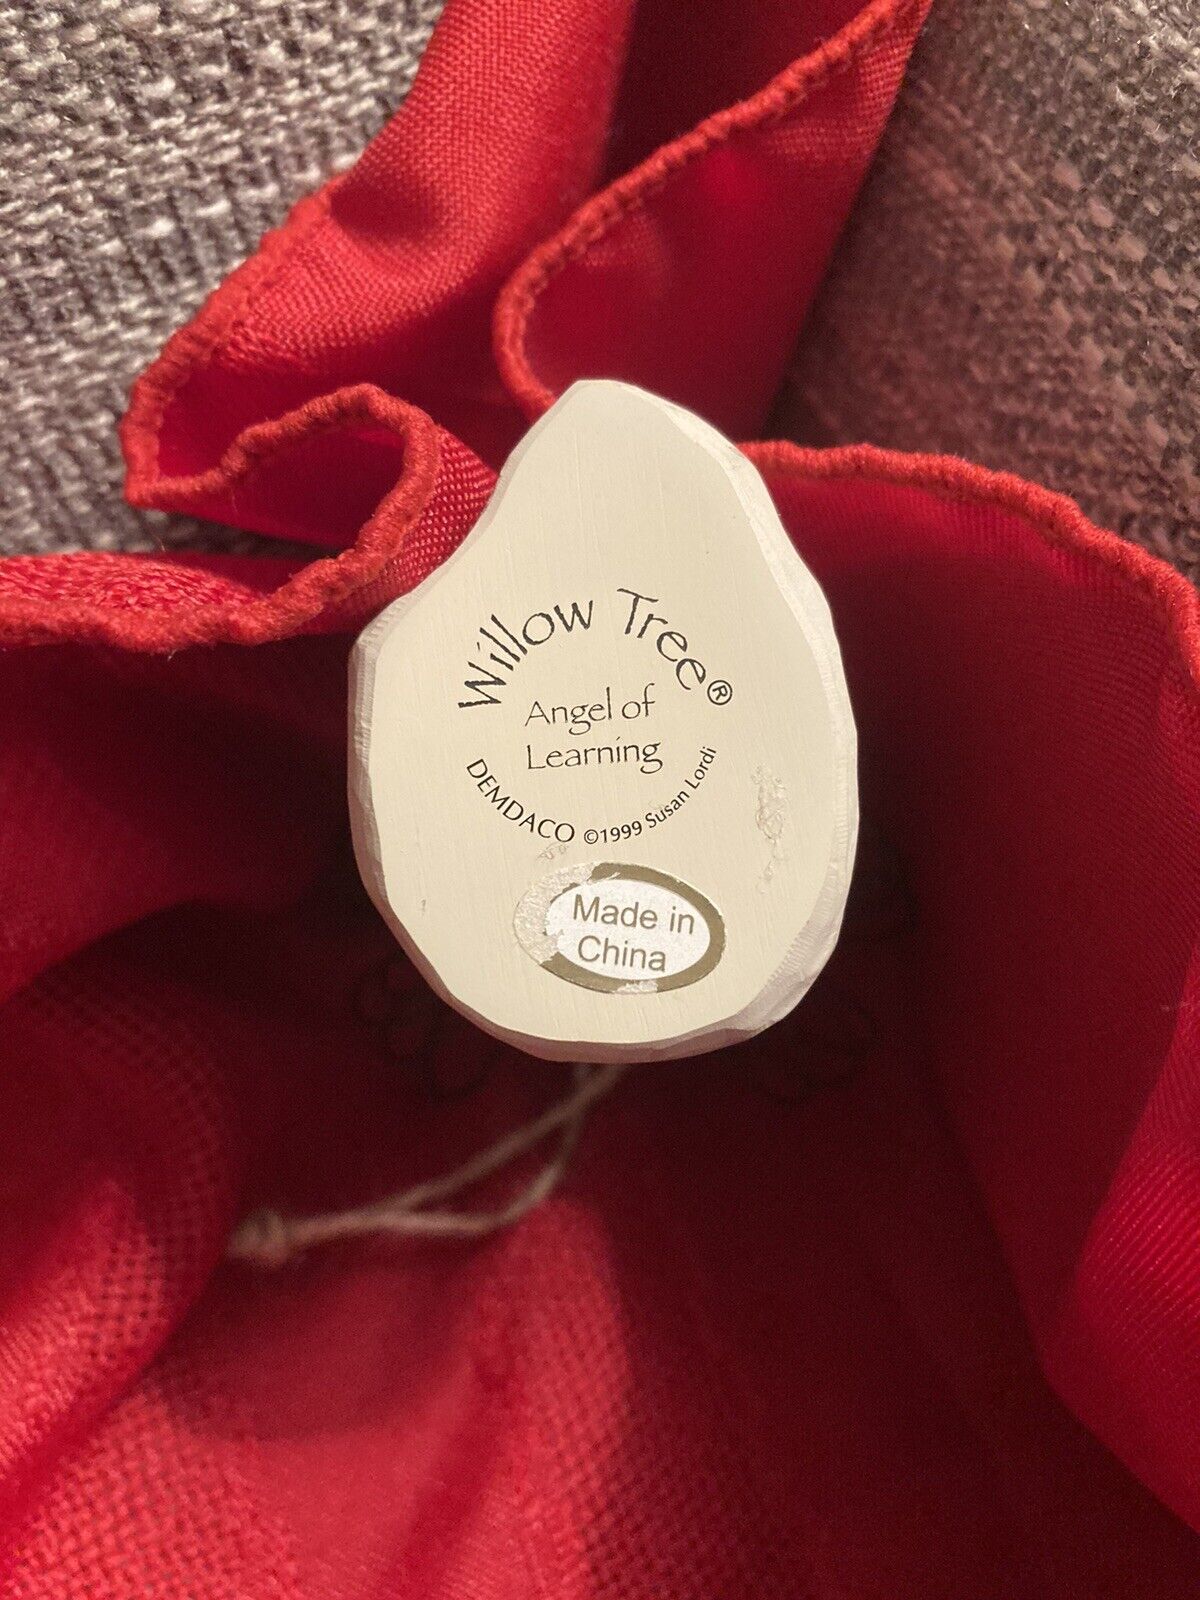 Willow Tree®
Angel of
Learning
DEMDACO ©1999 Susan Lordi
Made in
China